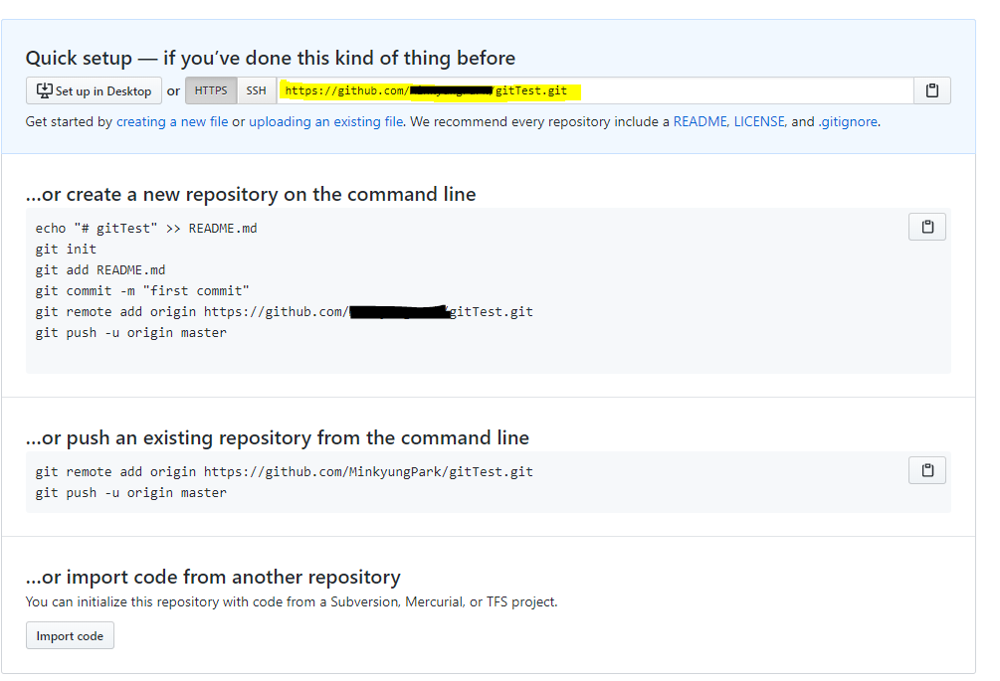 Quick setup — if you've done this kind of thing before
Set up in Desktop or HTTPS SSH https://github.com/ /gitTest.git
Get started by creating a new file or uploading an existing file. We recommend every repository include a README, LICENSE, and .gitignore.
...or create a new repository on the command line
echo "# gitTest" >> README.md
git init
git add README.md
git commit -m "first commit"
git remote add origin https://github.com/ gitTest.git
git push -u origin master
...or push an existing repository from the command line
git remote add origin https://github.com/MinkyungPark/gitTest.git
git push -u origin master
...or import code from another repository
You can initialize this repository with code from a Subversion, Mercurial, or TFS project.
Import code